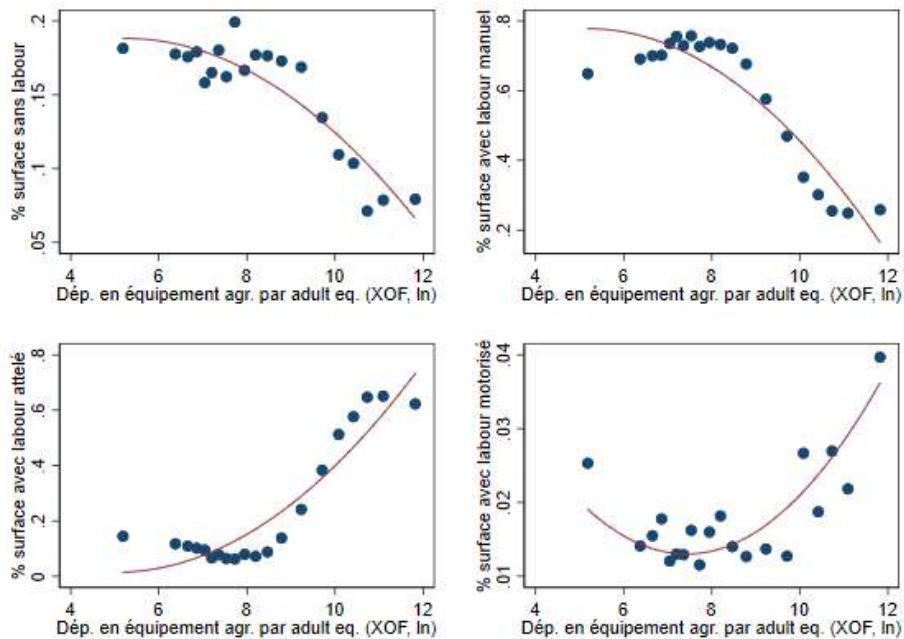 % surface sans labour
.05 .1 .15 .2
4 6 8 10 12
Dép. en équipement agr. par adult eq. (XOF, ln)
% surface avec labour manuel
.2 .4 .6 .8
4 6 8 10 12
Dép. en équipement agr. par adult eq. (XOF, ln)
% surface avec labour attelé
0 .2 .4 .6 .8
4 6 8 10 12
Dép. en équipement agr. par adult eq. (XOF, ln)
% surface avec labour motorisé
.01 .02 .03 .04
4 6 8 10 12
Dép. en équipement agr. par adult eq. (XOF, ln)